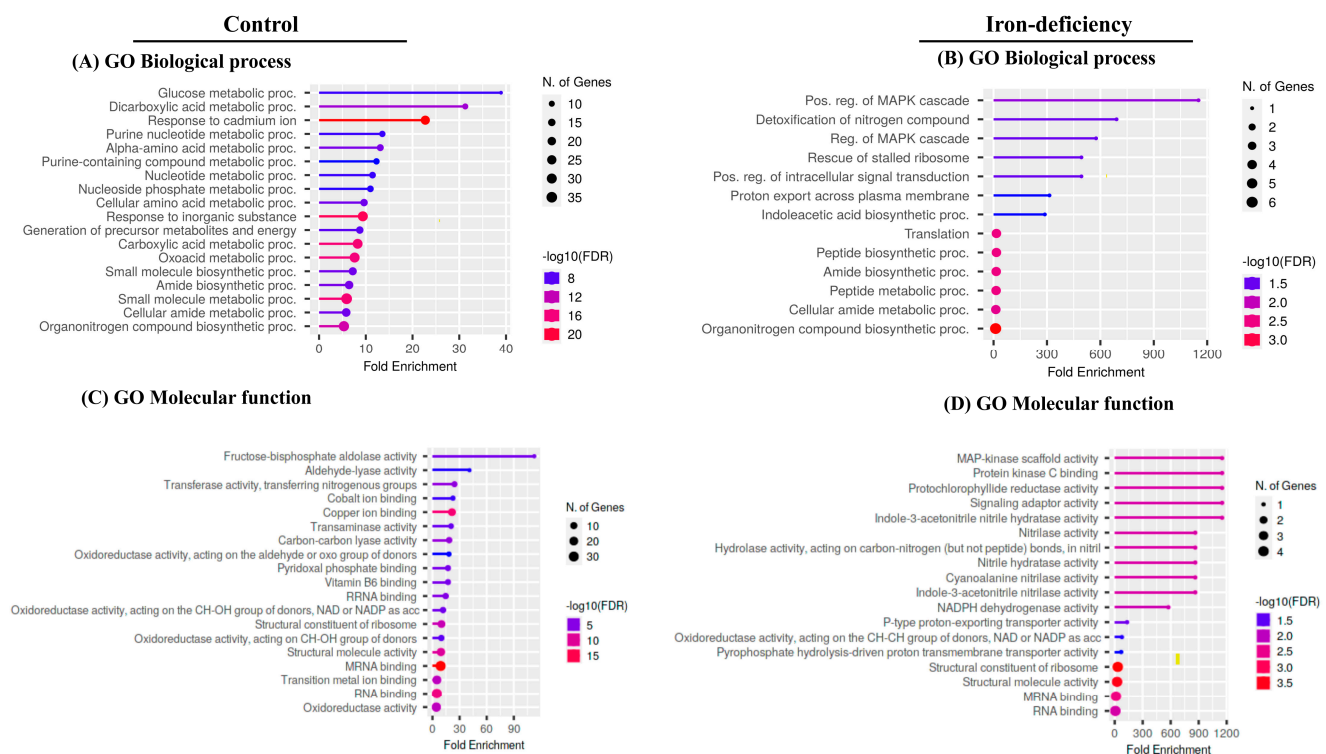 Control
Iron-deficiency
(A) GO Biological process
Glucose metabolic proc.
Dicarboxylic acid metabolic proc.
Response to cadmium ion
Purine nucleotide metabolic proc.
Alpha-amino acid metabolic proc.
Purine-containing compound metabolic proc.
Nucleotide metabolic proc.
Nucleoside phosphate metabolic proc.
Cellular amino acid metabolic proc.
Response to inorganic substance
Generation of precursor metabolites and energy
Carboxylic acid metabolic proc.
Oxoacid metabolic proc.
Small molecule biosynthetic proc.
Amide biosynthetic proc.
Small molecule metabolic proc.
Cellular amide metabolic proc.
Organonitrogen compound biosynthetic proc.
0 10 20 30 40
Fold Enrichment
N. of Genes
10
15
20
25
30
35
-log10(FDR)
8
12
16
20
(B) GO Biological process
Pos. reg. of MAPK cascade
Detoxification of nitrogen compound
Reg. of MAPK cascade
Rescue of stalled ribosome
Pos. reg. of intracellular signal transduction
Proton export across plasma membrane
Indoleacetic acid biosynthetic proc.
Translation
Peptide biosynthetic proc.
Amide biosynthetic proc.
Peptide metabolic proc.
Cellular amide metabolic proc.
Organonitrogen compound biosynthetic proc.
0 300 600 900 1200
Fold Enrichment
N. of Genes
1
2
3
4
5
6
-log10(FDR)
1.5
2.0
2.5
3.0
(C) GO Molecular function
Fructose-bisphosphate aldolase activity
Aldehyde-lyase activity
Transferase activity, transferring nitrogenous groups
Cobalt ion binding
Copper ion binding
Transaminase activity
Carbon-carbon lyase activity
Oxidoreductase activity, acting on the aldehyde or oxo group of donors
Pyridoxal phosphate binding
Vitamin B6 binding
RRNA binding
Oxidoreductase activity, acting on the CH-OH group of donors, NAD or NADP as acc
Structural constituent of ribosome
Oxidoreductase activity, acting on CH-OH group of donors
Structural molecule activity
MRNA binding
Transition metal ion binding
RNA binding
Oxidoreductase activity
0 30 60 90
Fold Enrichment
N. of Genes
10
20
30
-log10(FDR)
5
10
15
(D) GO Molecular function
MAP-kinase scaffold activity
Protein kinase C binding
Protochlorophyllide reductase activity
Signaling adaptor activity
Indole-3-acetonitrile nitrile hydratase activity
Nitrilase activity
Hydrolase activity, acting on carbon-nitrogen (but not peptide) bonds, in nitril
Nitrile hydratase activity
Cyanoalanine nitrilase activity
Indole-3-acetonitrile nitrilase activity
NADPH dehydrogenase activity
P-type proton-exporting transporter activity
Oxidoreductase activity, acting on the CH-CH group of donors, NAD or NADP as acc
Pyrophosphate hydrolysis-driven proton transmembrane transporter activity
Structural constituent of ribosome
Structural molecule activity
MRNA binding
RNA binding
0 300 600 900 1200
Fold Enrichment
N. of Genes
1
2
3
4
-log10(FDR)
1.5
2.0
2.5
3.0
3.5